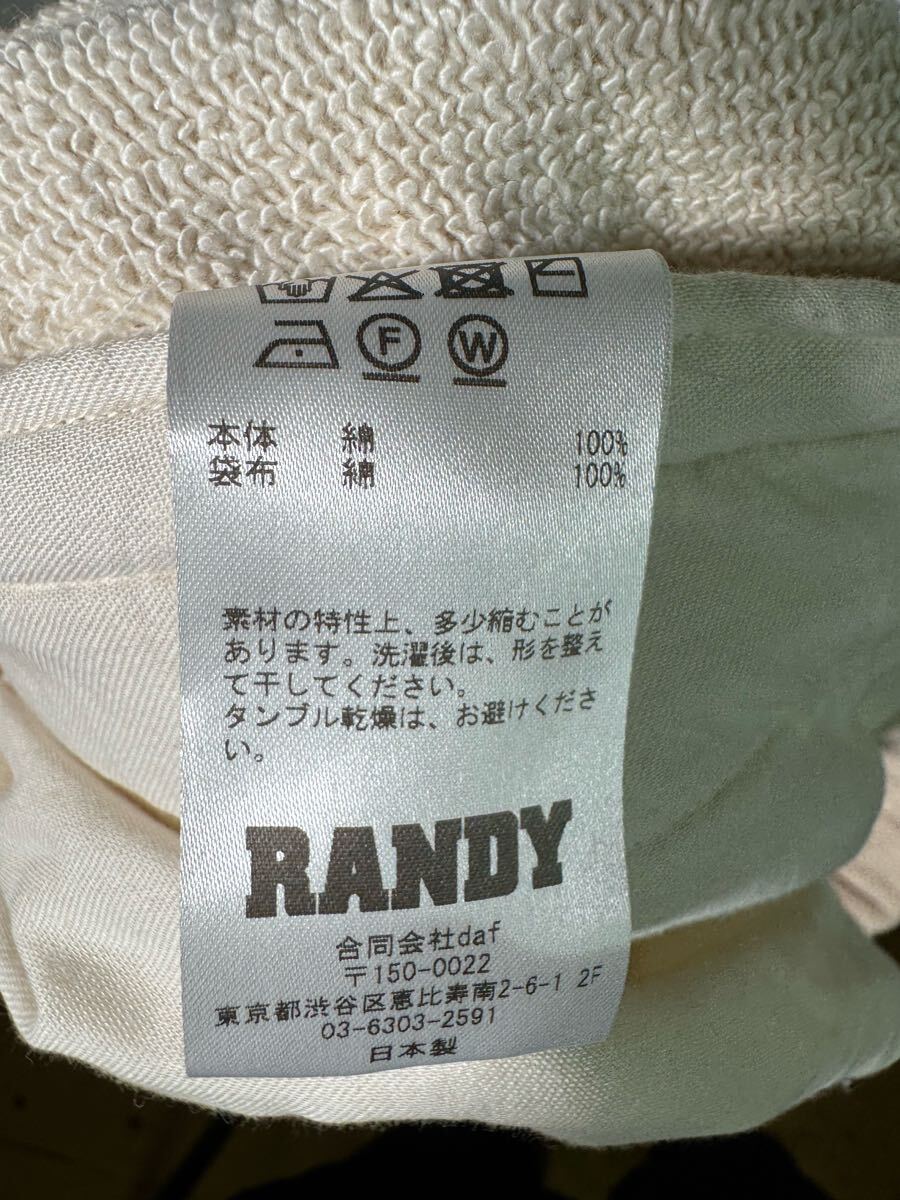 F W
本体 綿 100%
袋布 綿 100%
素材の特性上、多少縮むことが
あります。洗濯後は、形を整え
て干してください。
タンブル乾燥は、お避けくださ
い。
RANDY
合同会社daf
〒150-0022
東京都渋谷区恵比寿南2-6-1 2F
03-6303-2591
日本製